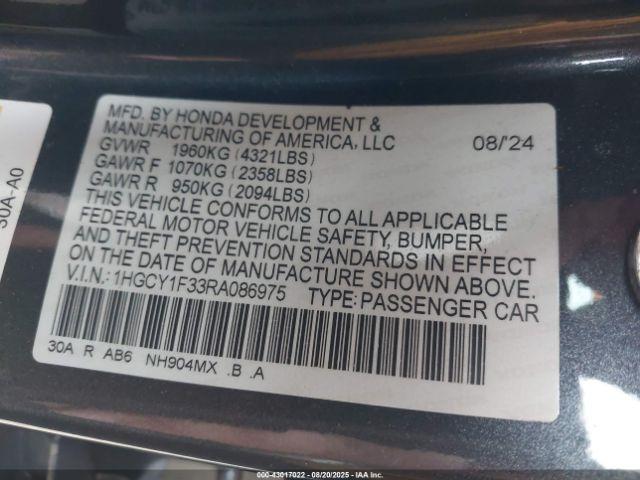 MFD. BY HONDA DEVELOPMENT &
MANUFACTURING OF AMERICA, LLC 08/'24
GVWR 1960KG (4321LBS)
GAWR F 1070KG (2358LBS)
GAWR R 950KG (2094LBS)
THIS VEHICLE CONFORMS TO ALL APPLICABLE
FEDERAL MOTOR VEHICLE SAFETY, BUMPER,
AND THEFT PREVENTION STANDARDS IN EFFECT
ON THE DATE OF MANUFACTURE SHOWN ABOVE.
V.I.N.: 1HGCY1F33RA086975 TYPE: PASSENGER CAR
30A R AB6 NH904MX .B .A
30A-A0
000-43017022 - 08/20/2025 - IAA Inc.